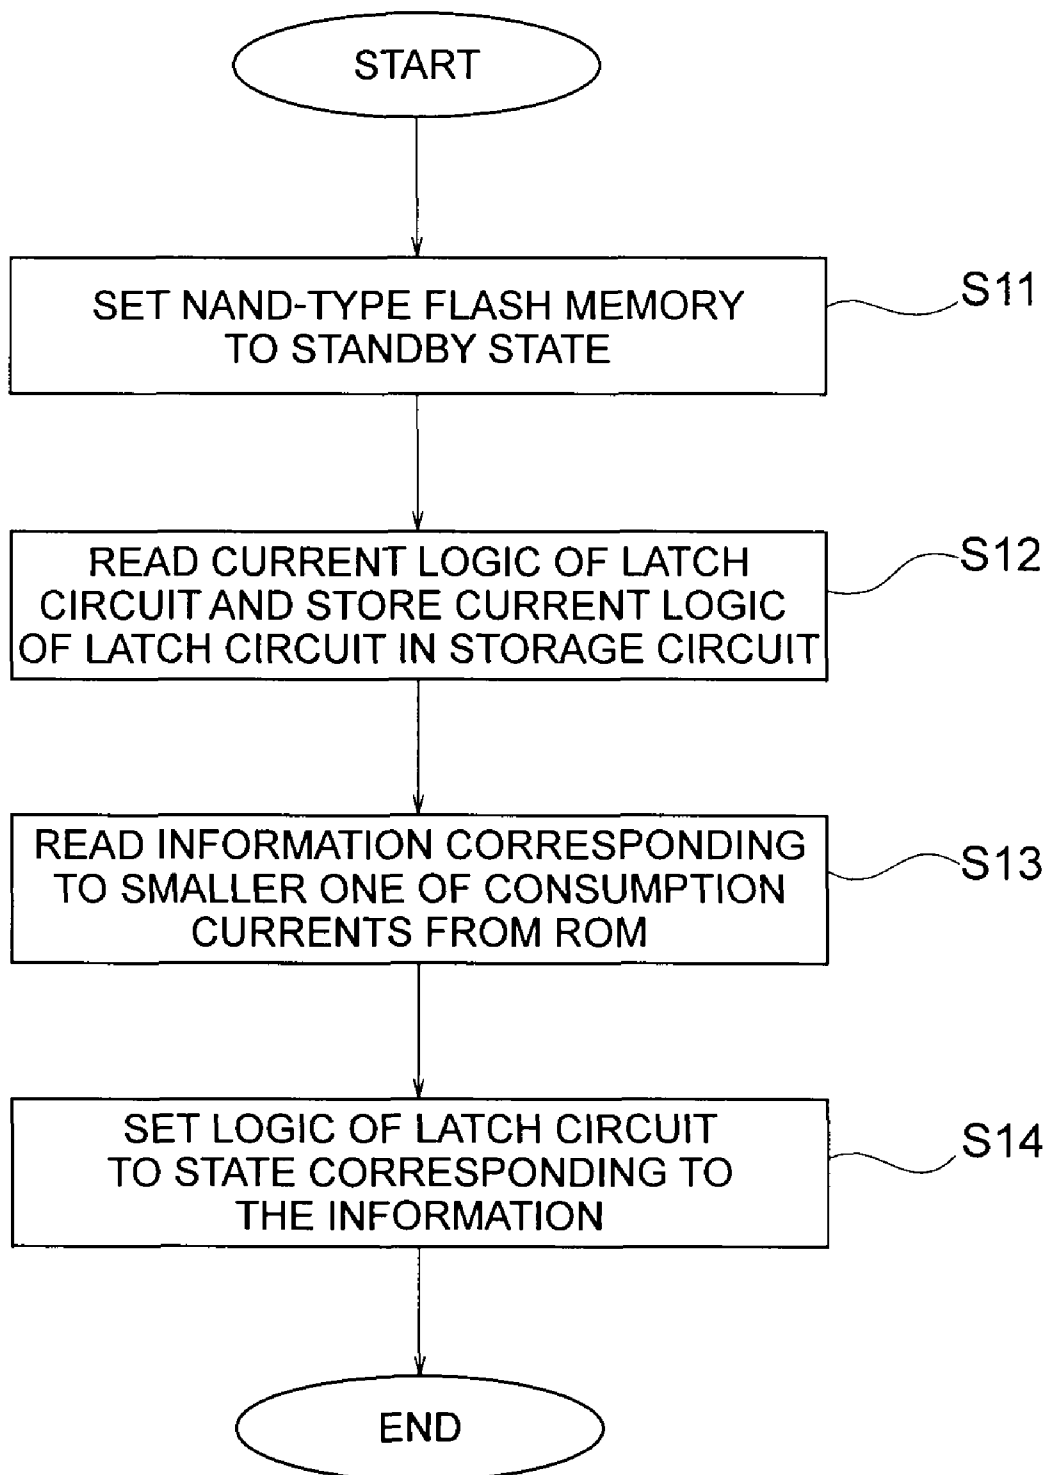 START
SET NAND-TYPE FLASH MEMORY
TO STANDBY STATE
S11
READ CURRENT LOGIC OF LATCH
CIRCUIT AND STORE CURRENT LOGIC
OF LATCH CIRCUIT IN STORAGE CIRCUIT
S12
READ INFORMATION CORRESPONDING
TO SMALLER ONE OF CONSUMPTION
CURRENTS FROM ROM
S13
SET LOGIC OF LATCH CIRCUIT
TO STATE CORRESPONDING TO
THE INFORMATION
S14
END